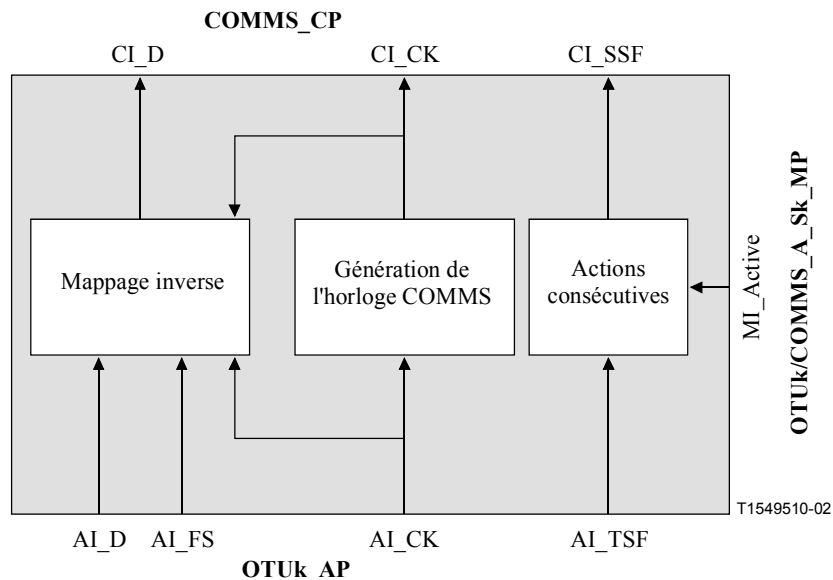 COMMS_CP
CI_D CI_CK CI_SSF
Mappage inverse
Génération de
l'horloge COMMS
Actions
consécutives
MI_Active
OTUk/COMMS_A_Sk_MP
T1549510-02
AI_D AI_FS AI_CK AI_TSF
OTUk_AP